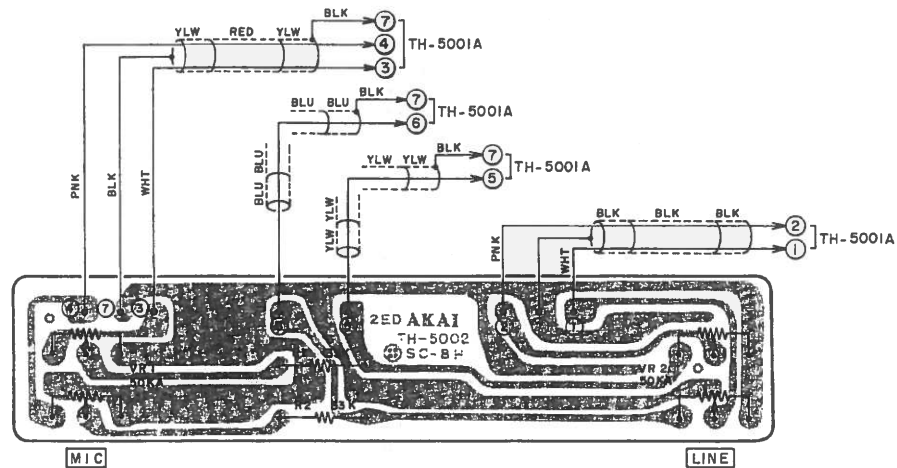 BLK 7
YLW RED YLW 4 TH-5001A
3
BLK 7
BLU BLU TH-5001A
6
BLK 7
YLW YLW TH-5001A
5
PNK BLK WHT
BLU BLU
YLW YLW
BLK BLK BLK 2
TH-5001A
1
PNK WHT
7 3
2ED AKAI
TH-5002
VR1
50KA
VR2
50KA
R2 33K
MIC LINE